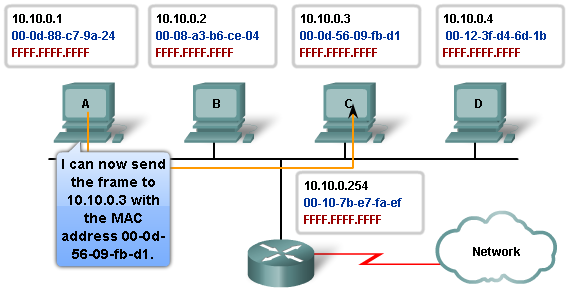 10.10.0.1
00-0d-88-c7-9a-24
FFFF.FFFF.FFFF
10.10.0.2
00-08-a3-b6-ce-04
FFFF.FFFF.FFFF
10.10.0.3
00-0d-56-09-fb-d1
FFFF.FFFF.FFFF
10.10.0.4
00-12-3f-d4-6d-1b
FFFF.FFFF.FFFF
A
B
C
D
I can now send
the frame to
10.10.0.3 with
the MAC
address 00-0d-
56-09-fb-d1.
10.10.0.254
00-10-7b-e7-fa-ef
FFFF.FFFF.FFFF
Network